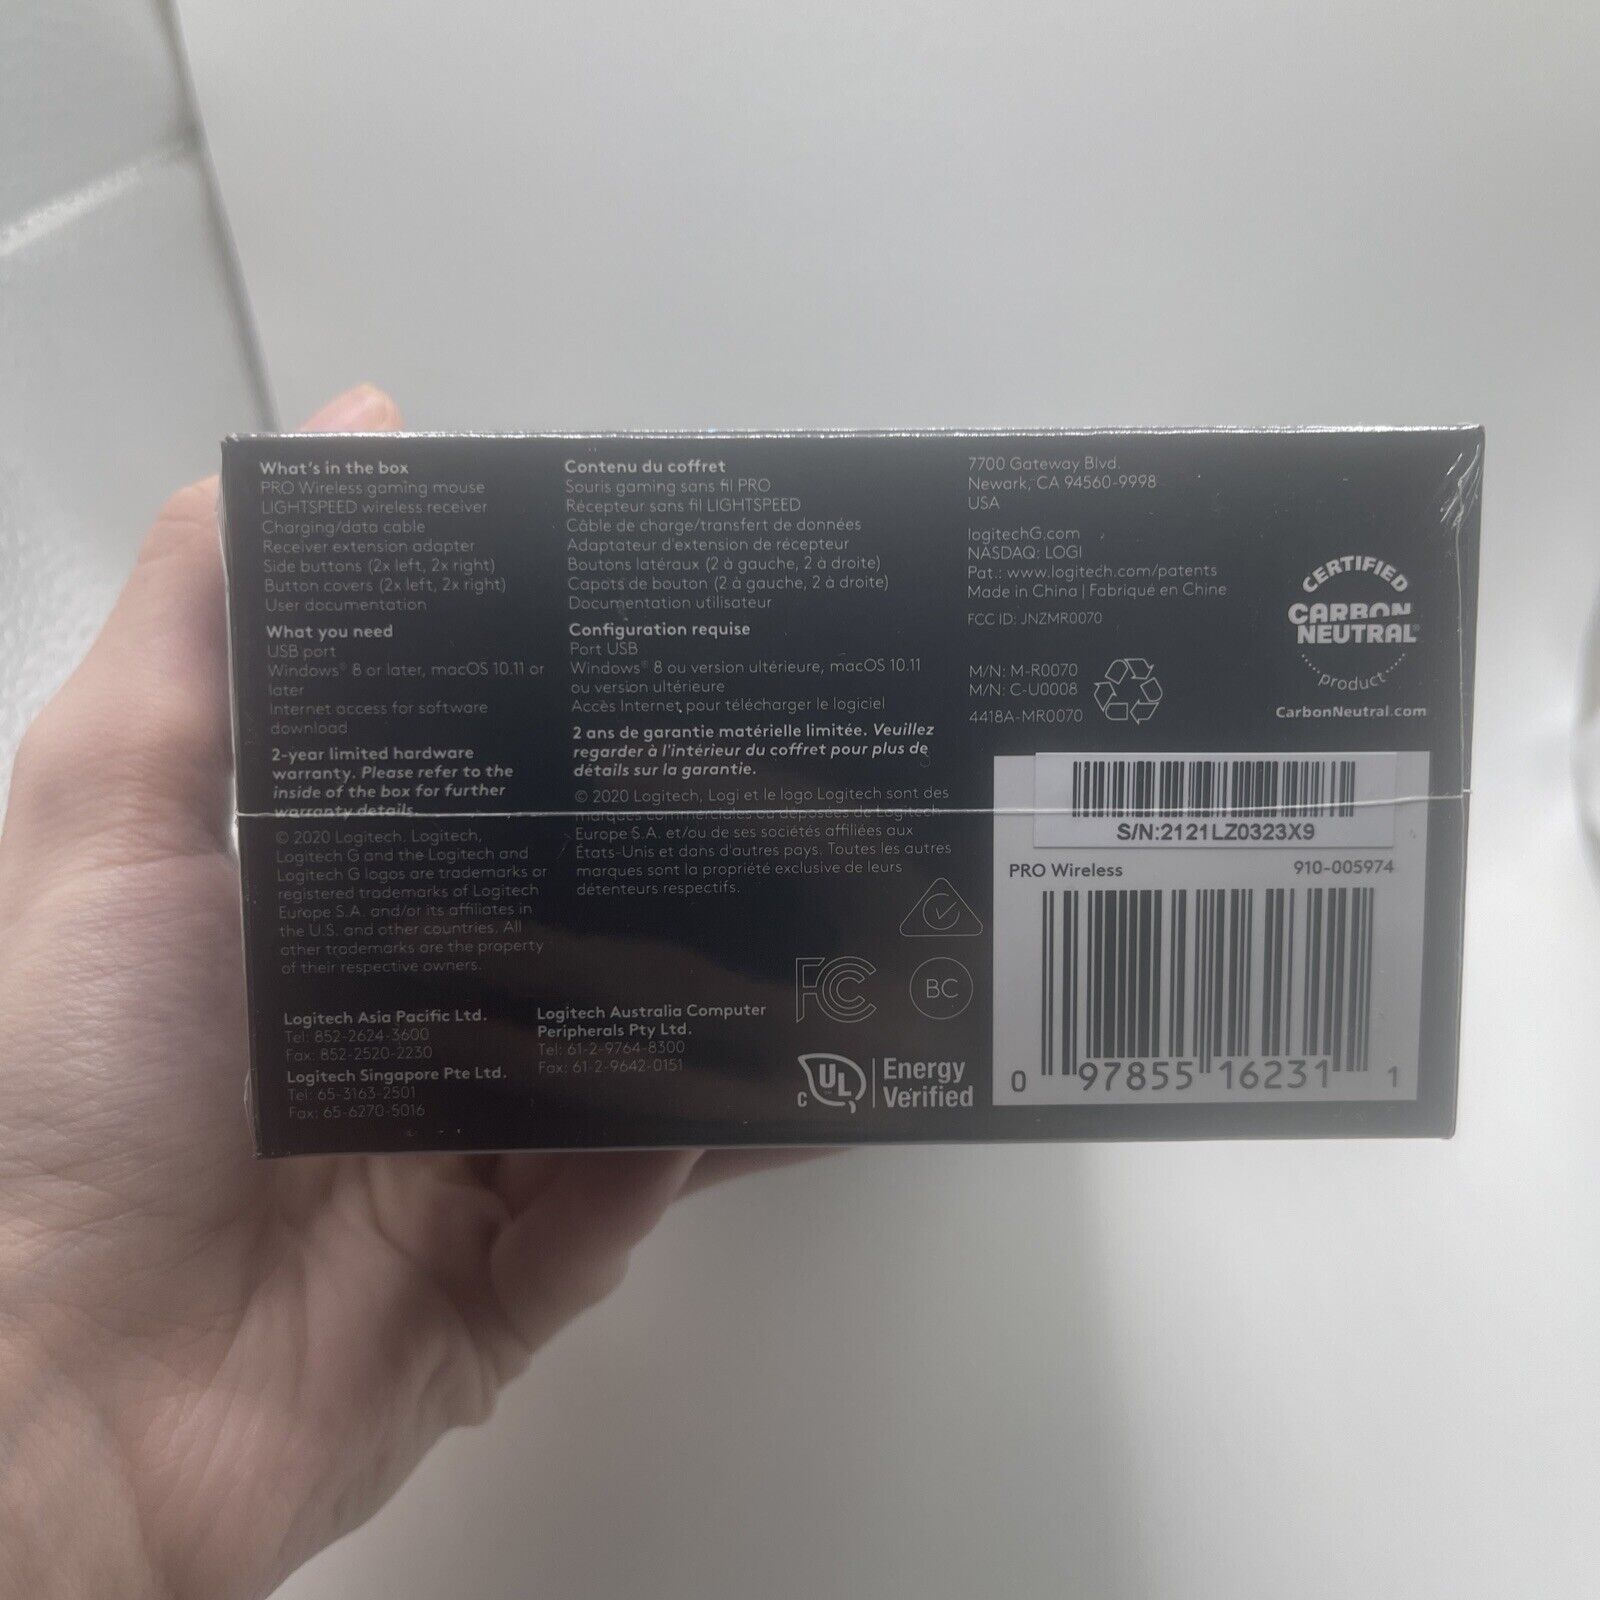 What's in the box
PRO Wireless gaming mouse
LIGHTSPEED wireless receiver
Charging/data cable
Receiver extension adapter
Side buttons (2x left, 2x right)
Button covers (2x left, 2x right)
User documentation
What you need
USB port
Windows® 8 or later, macOS 10.11 or
later
Internet access for software
download
2-year limited hardware
warranty. Please refer to the
inside of the box for further
warranty details.
© 2020 Logitech. Logitech,
Logitech G and the Logitech and
Logitech G logos are trademarks or
registered trademarks of Logitech
Europe S.A. and/or its affiliates in
the U.S. and other countries. All
other trademarks are the property
of their respective owners.
Logitech Asia Pacific Ltd.
Tel: 852-2624-3600
Fax: 852-2520-2230
Logitech Singapore Pte Ltd.
Tel: 65-3163-2501
Fax: 65-6270-5016
Contenu du coffret
Souris gaming sans fil PRO
Récepteur sans fil LIGHTSPEED
Câble de charge/transfert de données
Adaptateur d'extension de récepteur
Boutons latéraux (2 à gauche, 2 à droite)
Capots de bouton (2 à gauche, 2 à droite)
Documentation utilisateur
Configuration requise
Port USB
Windows® 8 ou version ultérieure, macOS 10.11
ou version ultérieure
Accès Internet pour télécharger le logiciel
2 ans de garantie matérielle limitée. Veuillez
regarder à l'intérieur du coffret pour plus de
détails sur la garantie.
© 2020 Logitech, Logi et le logo Logitech sont des
marques commerciales ou déposées de Logitech
Europe S.A. et/ou de ses sociétés affiliées aux
États-Unis et dans d'autres pays. Toutes les autres
marques sont la propriété exclusive de leurs
détenteurs respectifs.
Logitech Australia Computer
Peripherals Pty Ltd.
Tel: 61-2-9764-8300
Fax: 61-2-9642-0151
FC
BC
c UL
Energy
Verified
7700 Gateway Blvd.
Newark, CA 94560-9998
USA
logitechG.com
NASDAQ: LOGI
Pat.: www.logitech.com/patents
Made in China | Fabriqué en Chine
FCC ID: JNZMR0070
M/N: M-R0070
M/N: C-U0008
4418A-MR0070
CERTIFIED
CARBON
NEUTRAL®
product
CarbonNeutral.com
S/N:2121LZ0323X9
PRO Wireless 910-005974
0 97855 16231 1